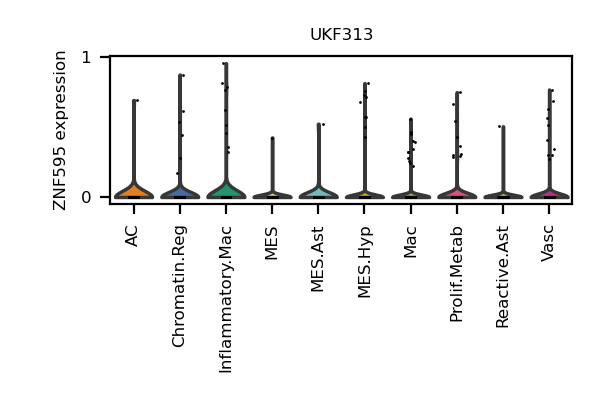 UKF313
ZNF595 expression
1
0
AC
Chromatin.Reg
Inflammatory.Mac
MES
MES.Ast
MES.Hyp
Mac
Prolif.Metab
Reactive.Ast
Vasc